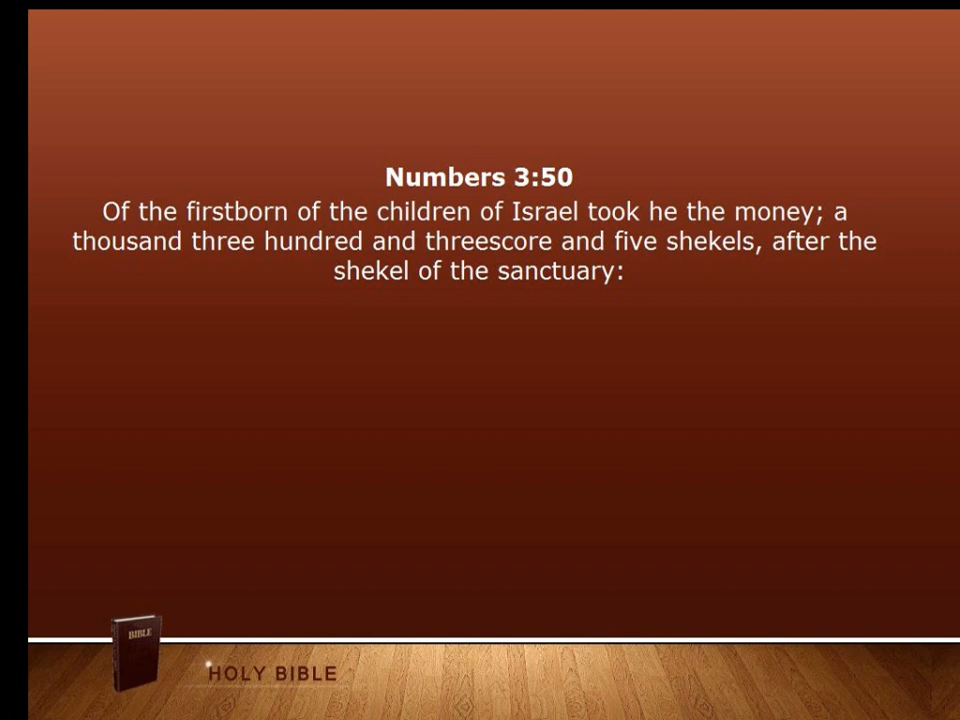 Numbers 3:50
Of the firstborn of the children of Israel took he the money; a
thousand three hundred and threescore and five shekels, after the
shekel of the sanctuary:
BIBLE
HOLY BIBLE